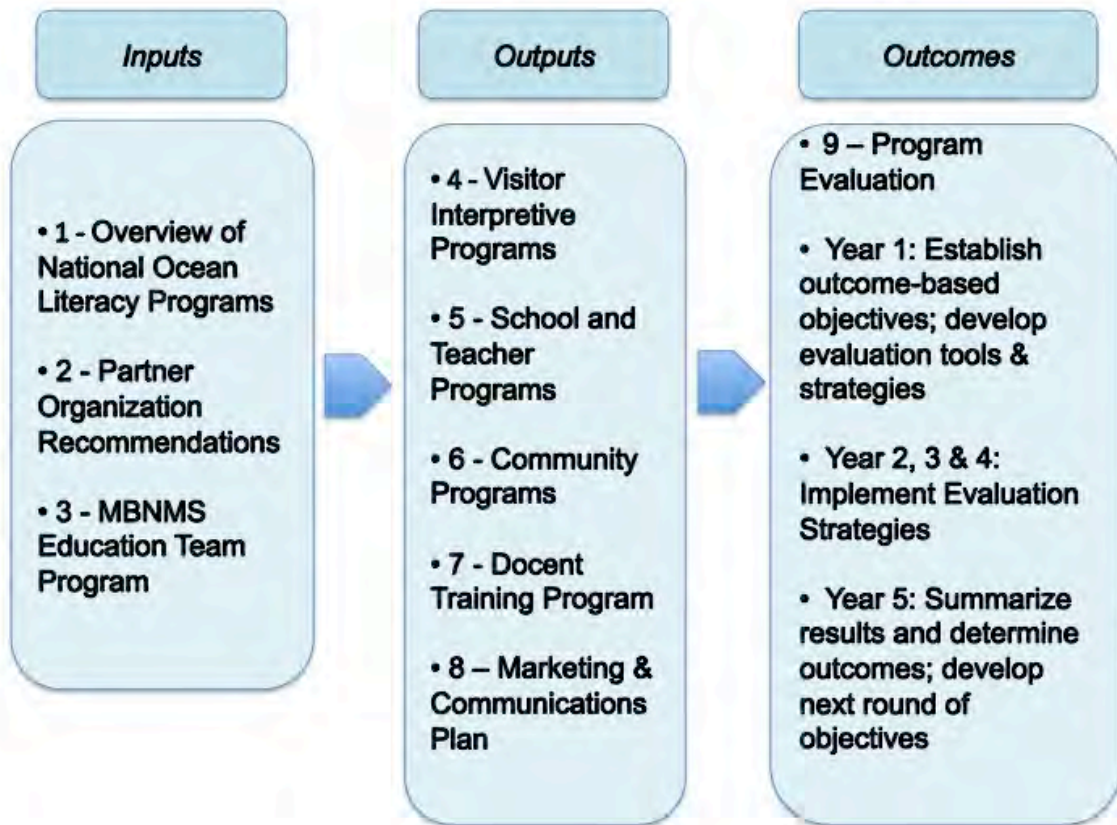 Inputs
• 1 - Overview of
National Ocean
Literacy Programs
• 2 - Partner
Organization
Recommendations
• 3 - MBNMS
Education Team
Program
Outputs
• 4 - Visitor
Interpretive
Programs
• 5 - School and
Teacher
Programs
• 6 - Community
Programs
• 7 - Docent
Training Program
• 8 – Marketing &
Communications
Plan
Outcomes
• 9 – Program
Evaluation
• Year 1: Establish
outcome-based
objectives; develop
evaluation tools &
strategies
• Year 2, 3 & 4:
Implement Evaluation
Strategies
• Year 5: Summarize
results and determine
outcomes; develop
next round of
objectives